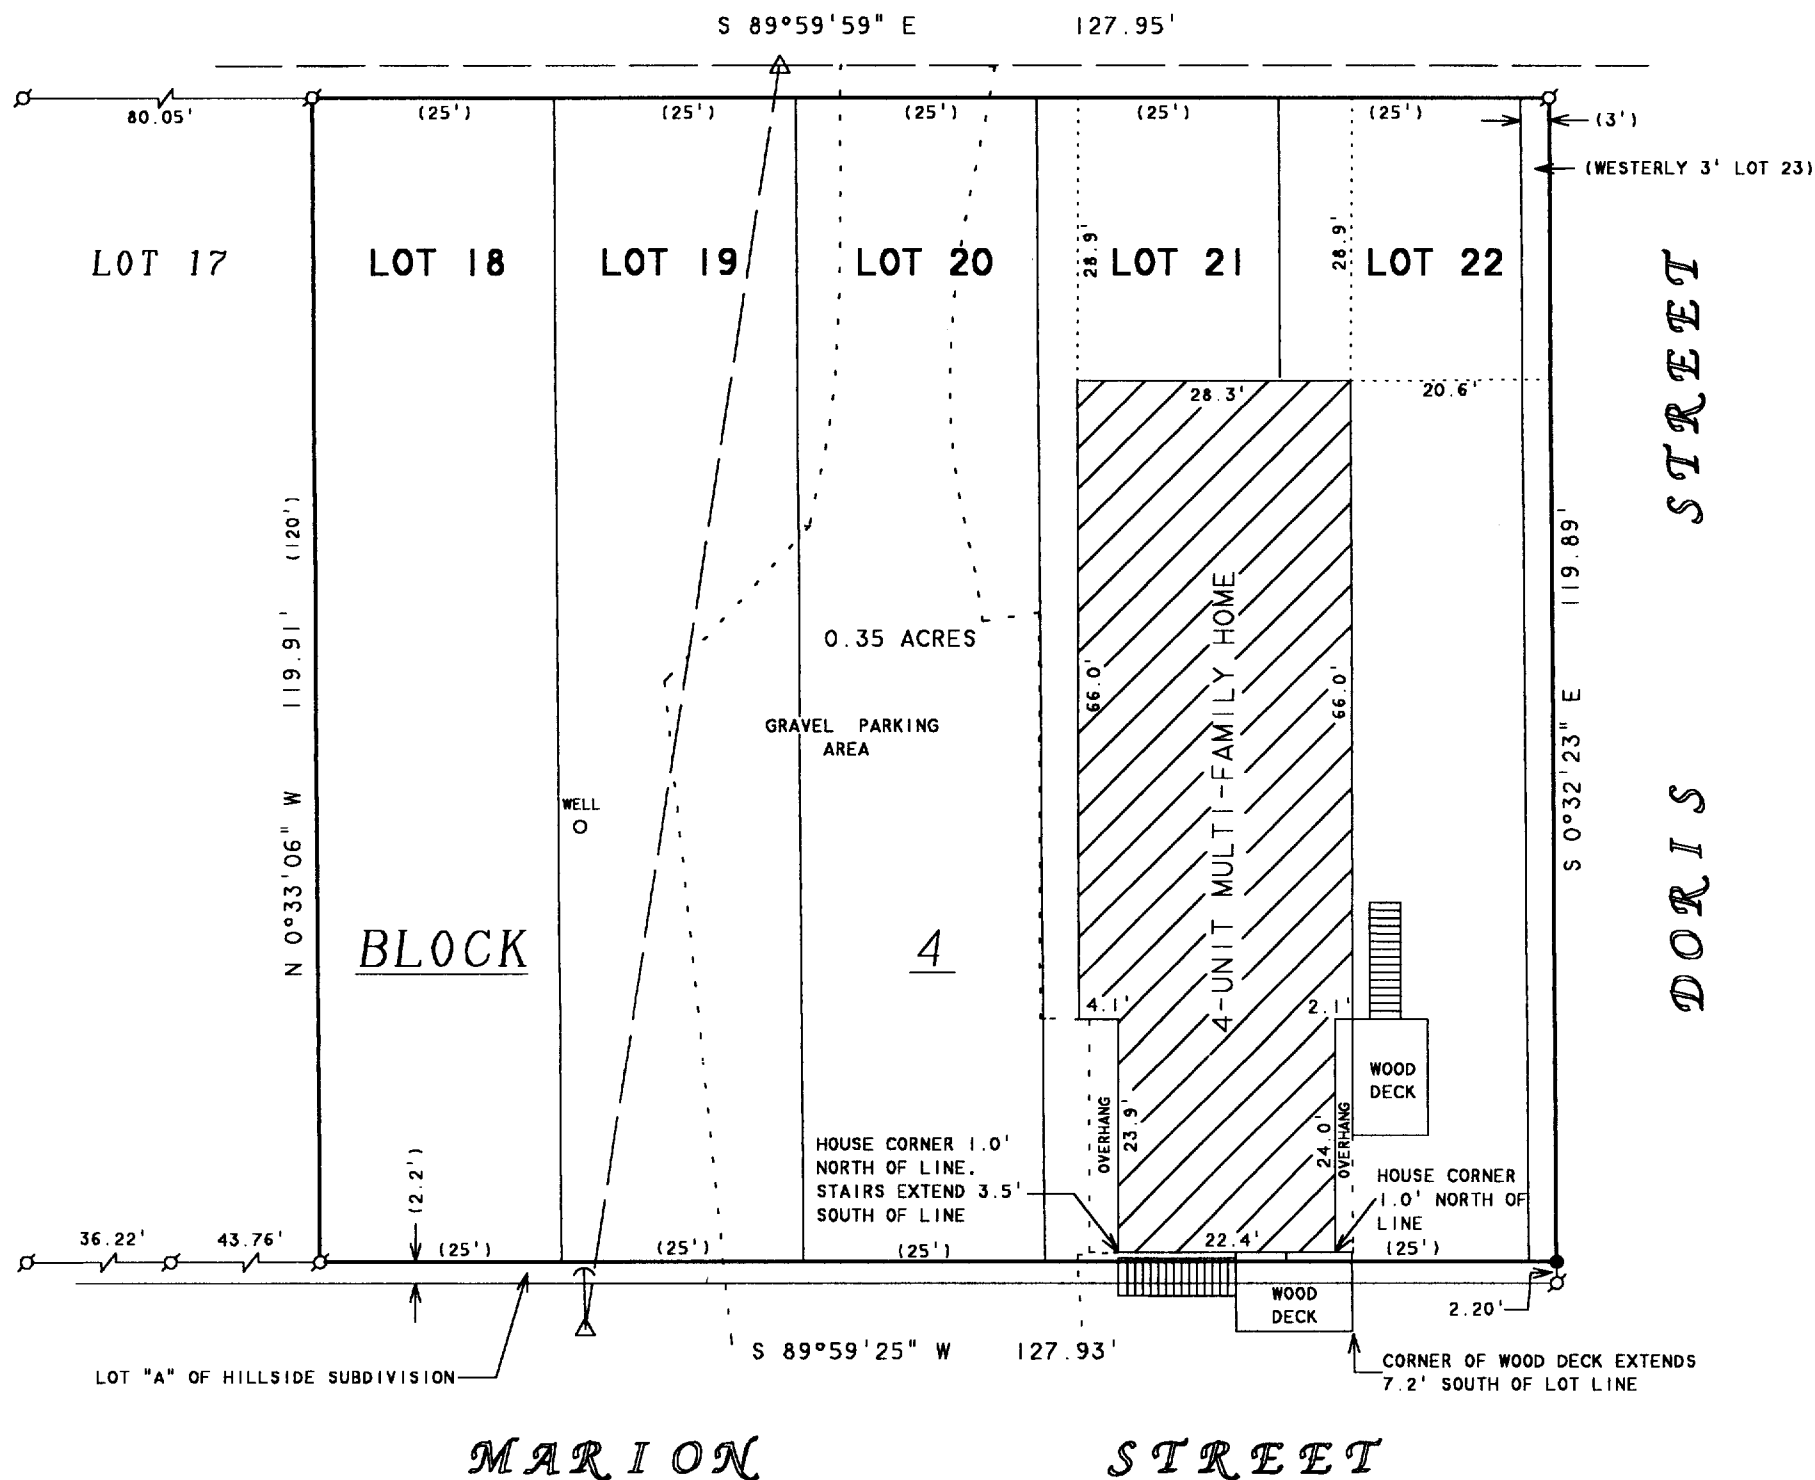 S 89°59'59" E 127.95'
80.05' (25') (25') (25') (25') (25') (3')
(WESTERLY 3' LOT 23)
28.9' 28.9'
LOT 17 LOT 18 LOT 19 LOT 20 LOT 21 LOT 22
STREET
28.3' 20.6'
N 0°33'06" W 119.91' (120')
S 0°32'23" E 119.89'
0.35 ACRES
66.0' 66.0'
4-UNIT MULTI-FAMILY HOME
GRAVEL PARKING
AREA
WELL
DORIS
BLOCK 4
4.1' 2.1'
WOOD
DECK
OVERHANG 23.9' 24.0' OVERHANG
HOUSE CORNER 1.0'
NORTH OF LINE.
STAIRS EXTEND 3.5'
SOUTH OF LINE
HOUSE CORNER
1.0' NORTH OF
LINE
(2.2')
36.22' 43.76' (25') (25') (25') 22.4' (25')
WOOD
DECK
2.20'
S 89°59'25" W 127.93'
LOT "A" OF HILLSIDE SUBDIVISION
CORNER OF WOOD DECK EXTENDS
7.2' SOUTH OF LOT LINE
MARION STREET